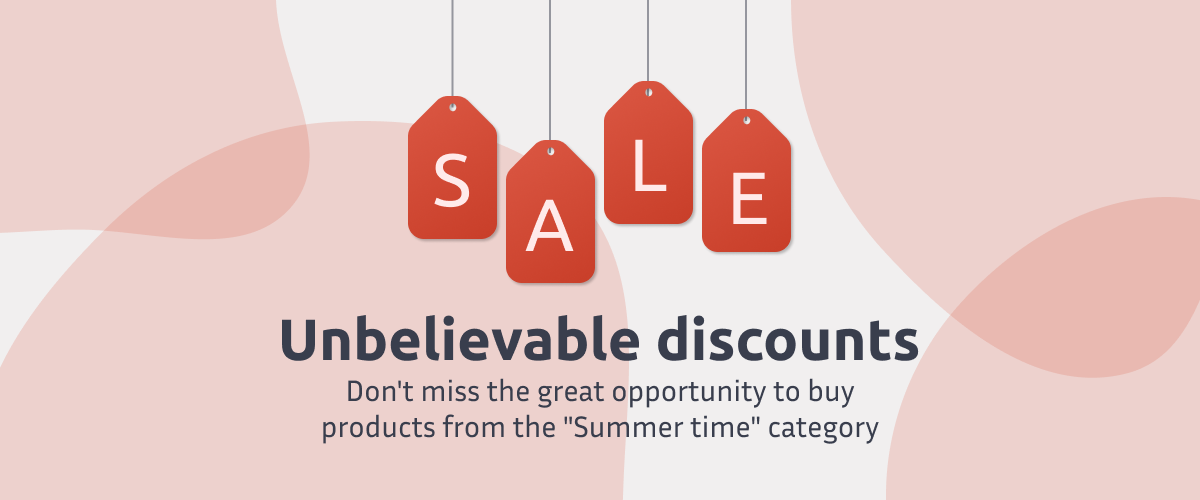 SALE
Unbelievable discounts
Don't miss the great opportunity to buy
products from the "Summer time" category